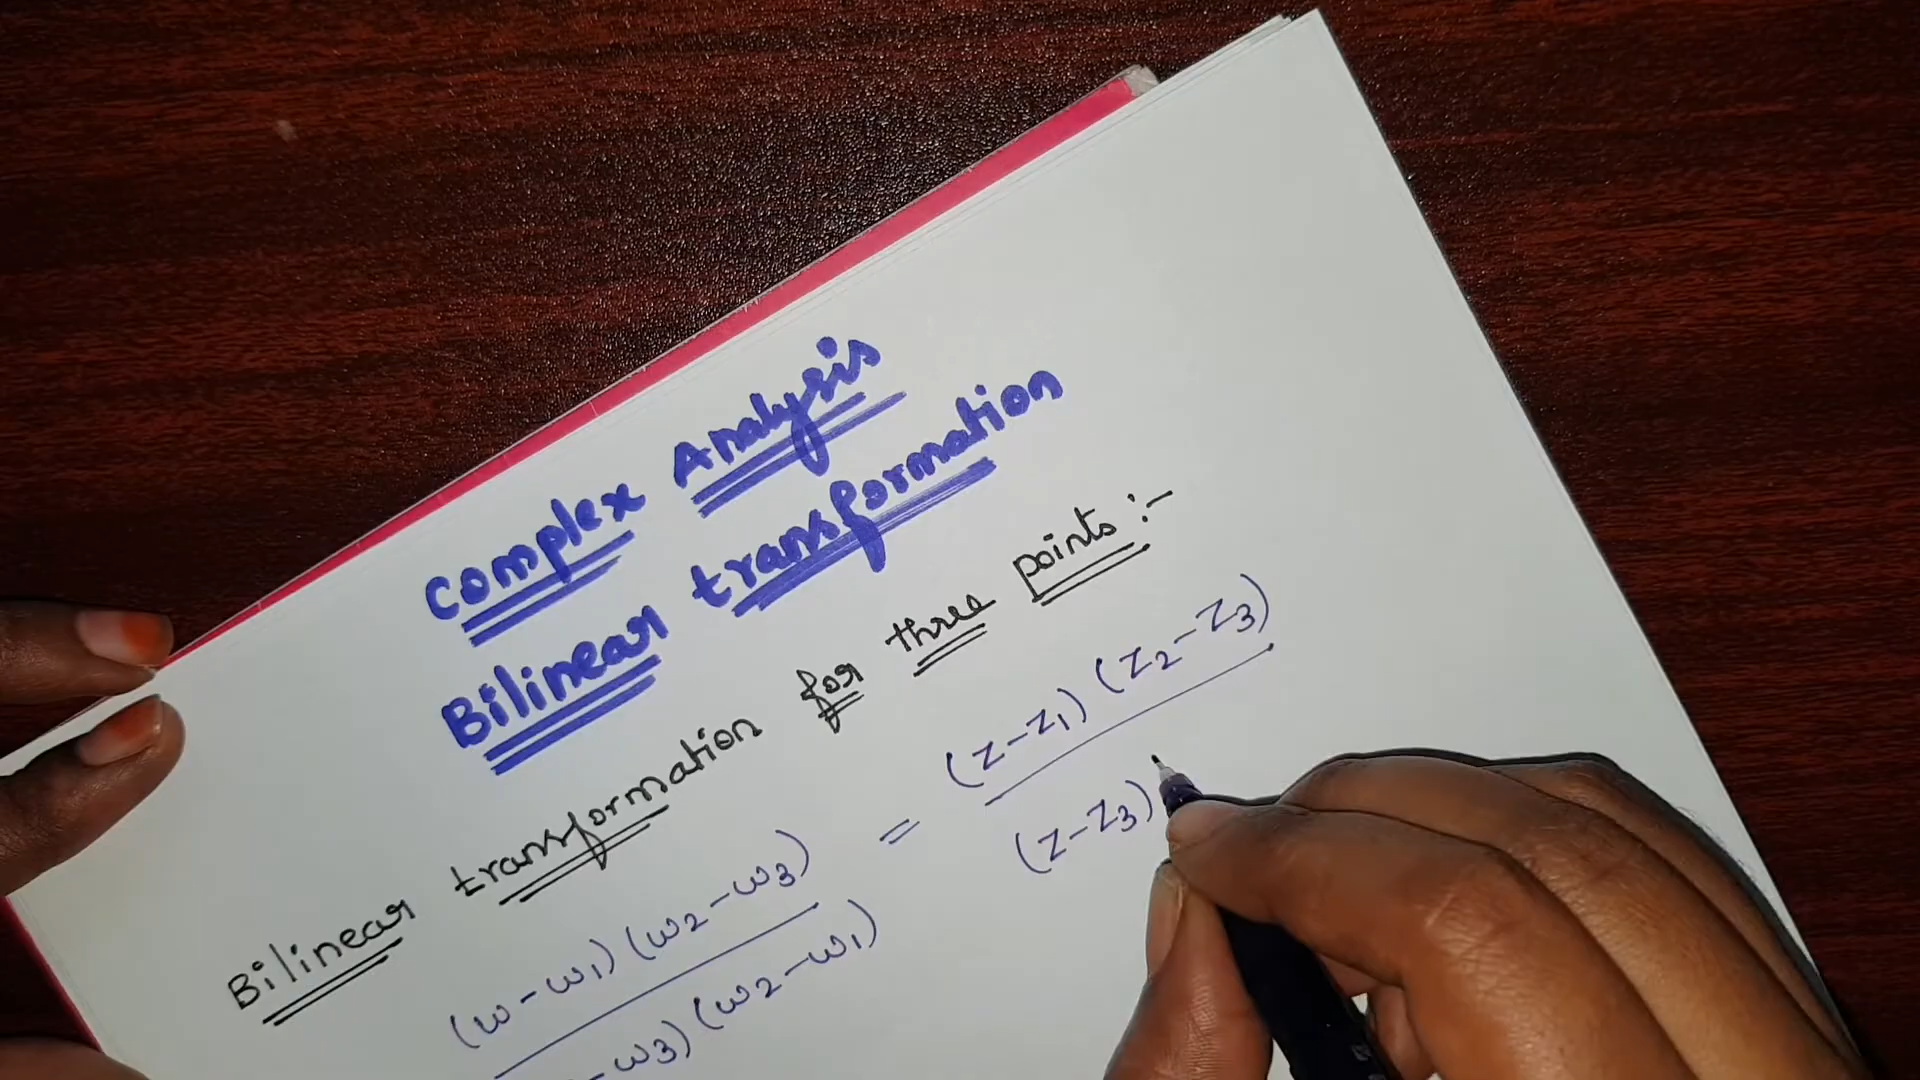 Complex Analysis
Bilinear transformation
Bilinear transformation for three points :-
(w-w₁) (w₂-w₃) = (z-z₁) (z₂-z₃)
-w₃) (w₂-w₁) (z-z₃)